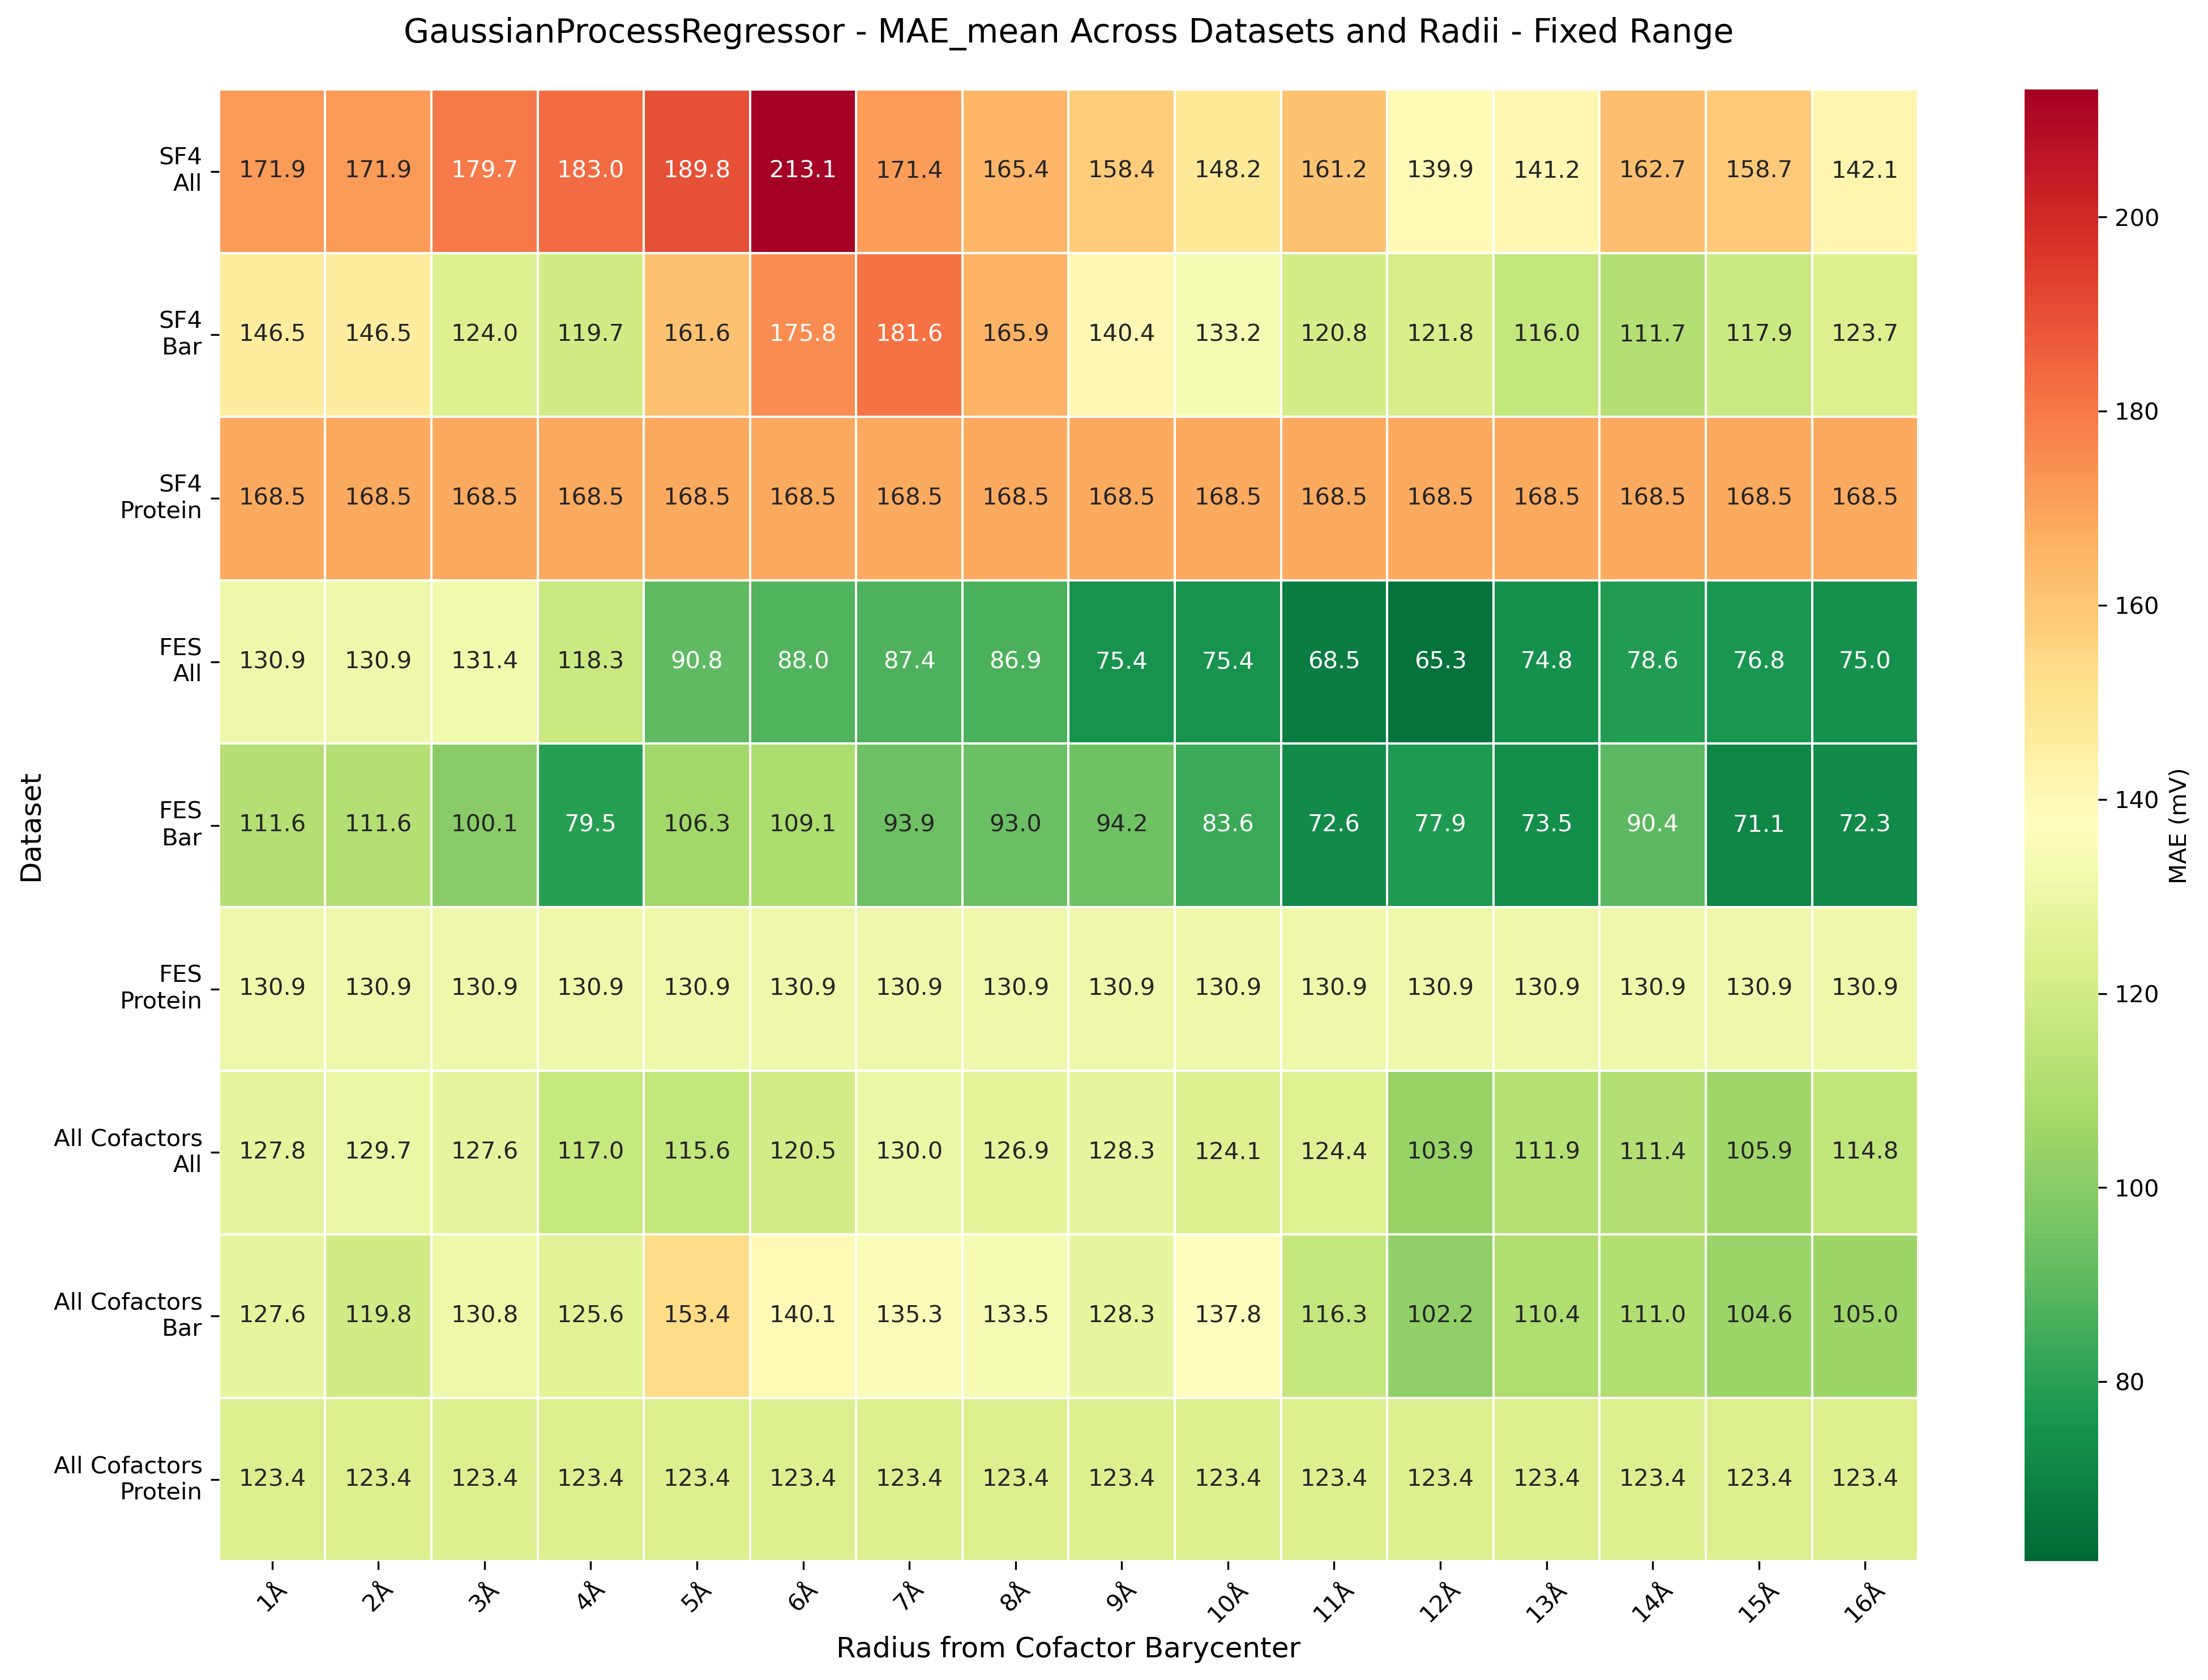 GaussianProcessRegressor - MAE_mean Across Datasets and Radii - Fixed Range
SF4
All
171.9 171.9 179.7 183.0 189.8 213.1 171.4 165.4 158.4 148.2 161.2 139.9 141.2 162.7 158.7 142.1
SF4
Bar
146.5 146.5 124.0 119.7 161.6 175.8 181.6 165.9 140.4 133.2 120.8 121.8 116.0 111.7 117.9 123.7
SF4
Protein
168.5 168.5 168.5 168.5 168.5 168.5 168.5 168.5 168.5 168.5 168.5 168.5 168.5 168.5 168.5 168.5
FES
All
130.9 130.9 131.4 118.3 90.8 88.0 87.4 86.9 75.4 75.4 68.5 65.3 74.8 78.6 76.8 75.0
FES
Bar
111.6 111.6 100.1 79.5 106.3 109.1 93.9 93.0 94.2 83.6 72.6 77.9 73.5 90.4 71.1 72.3
FES
Protein
130.9 130.9 130.9 130.9 130.9 130.9 130.9 130.9 130.9 130.9 130.9 130.9 130.9 130.9 130.9 130.9
All Cofactors
All
127.8 129.7 127.6 117.0 115.6 120.5 130.0 126.9 128.3 124.1 124.4 103.9 111.9 111.4 105.9 114.8
All Cofactors
Bar
127.6 119.8 130.8 125.6 153.4 140.1 135.3 133.5 128.3 137.8 116.3 102.2 110.4 111.0 104.6 105.0
All Cofactors
Protein
123.4 123.4 123.4 123.4 123.4 123.4 123.4 123.4 123.4 123.4 123.4 123.4 123.4 123.4 123.4 123.4
1Å 2Å 3Å 4Å 5Å 6Å 7Å 8Å 9Å 10Å 11Å 12Å 13Å 14Å 15Å 16Å
Radius from Cofactor Barycenter
Dataset
200
180
160
140
120
100
80
MAE (mV)